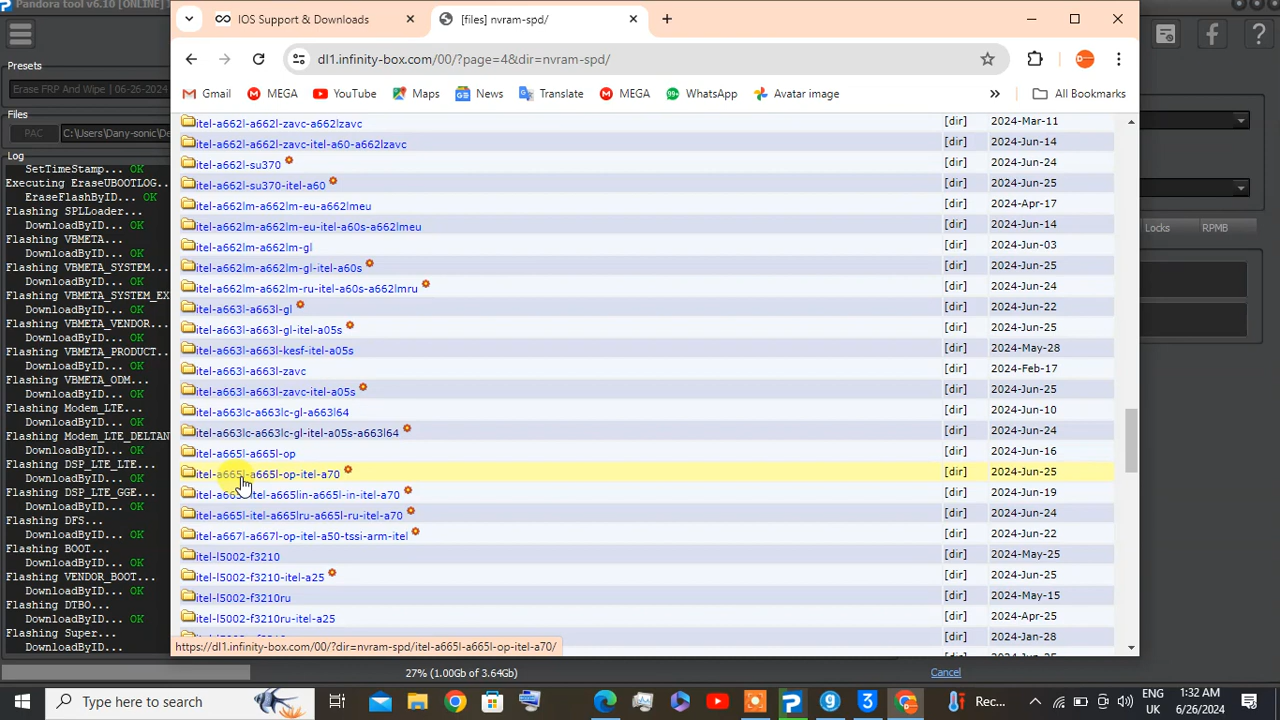 Pandora tool v6.10 [ONLINE]
IOS Support & Downloads
[files] nvram-spd/
dl1.infinity-box.com/00/?page=4&dir=nvram-spd/
Gmail
MEGA
YouTube
Maps
News
Translate
MEGA
WhatsApp
Avatar image
»
All Bookmarks
Presets
Erase FRP And Wipe | 06-26-2024
Files
PAC
C:\Users\Dany-sonic\De
Log
SetTimeStamp... OK
Executing EraseUBOOTLOG...
EraseFlashByID... OK
Flashing SPLLoader...
DownloadByID... OK
Flashing VBMETA...
DownloadByID... OK
Flashing VBMETA_SYSTEM...
DownloadByID... OK
Flashing VBMETA_SYSTEM_EX
DownloadByID... OK
Flashing VBMETA_VENDOR...
DownloadByID... OK
Flashing VBMETA_PRODUCT...
DownloadByID... OK
Flashing VBMETA_ODM...
DownloadByID... OK
Flashing Modem_LTE...
DownloadByID... OK
Flashing Modem_LTE_DELTAN
DownloadByID... OK
Flashing DSP_LTE_LTE...
DownloadByID... OK
Flashing DSP_LTE_GGE...
DownloadByID... OK
Flashing DFS...
DownloadByID... OK
Flashing BOOT...
DownloadByID... OK
Flashing VENDOR_BOOT...
DownloadByID... OK
Flashing DTBO...
DownloadByID... OK
Flashing Super...
DownloadByID...
itel-a662l-a662l-zavc-a662lzavc [dir] 2024-Mar-11
itel-a662l-a662l-zavc-itel-a60-a662lzavc [dir] 2024-Jun-14
itel-a662l-su370 [dir] 2024-Jun-24
itel-a662l-su370-itel-a60 [dir] 2024-Jun-25
itel-a662lm-a662lm-eu-a662lmeu [dir] 2024-Apr-17
itel-a662lm-a662lm-eu-itel-a60s-a662lmeu [dir] 2024-Jun-14
itel-a662lm-a662lm-gl [dir] 2024-Jun-03
itel-a662lm-a662lm-gl-itel-a60s [dir] 2024-Jun-25
itel-a662lm-a662lm-ru-itel-a60s-a662lmru [dir] 2024-Jun-24
itel-a663l-a663l-gl [dir] 2024-Jun-22
itel-a663l-a663l-gl-itel-a05s [dir] 2024-Jun-25
itel-a663l-a663l-kesf-itel-a05s [dir] 2024-May-28
itel-a663l-a663l-zavc [dir] 2024-Feb-17
itel-a663l-a663l-zavc-itel-a05s [dir] 2024-Jun-25
itel-a663lc-a663lc-gl-a663l64 [dir] 2024-Jun-10
itel-a663lc-a663lc-gl-itel-a05s-a663l64 [dir] 2024-Jun-24
itel-a665l-a665l-op [dir] 2024-Jun-16
itel-a665l-a665l-op-itel-a70 [dir] 2024-Jun-25
itel-a665l-itel-a665lin-a665l-in-itel-a70 [dir] 2024-Jun-19
itel-a665l-itel-a665lru-a665l-ru-itel-a70 [dir] 2024-Jun-24
itel-a667l-a667l-op-itel-a50-tssi-arm-itel [dir] 2024-Jun-22
itel-l5002-f3210 [dir] 2024-May-25
itel-l5002-f3210-itel-a25 [dir] 2024-Jun-25
itel-l5002-f3210ru [dir] 2024-May-15
itel-l5002-f3210ru-itel-a25 [dir] 2024-Apr-25
[dir] 2024-Jan-28
https://dl1.infinity-box.com/00/?dir=nvram-spd/itel-a665l-a665l-op-itel-a70/
Locks
RPMB
27% (1.00Gb of 3.64Gb)
Cancel
Type here to search
Rec...
ENG
UK
1:32 AM
6/26/2024